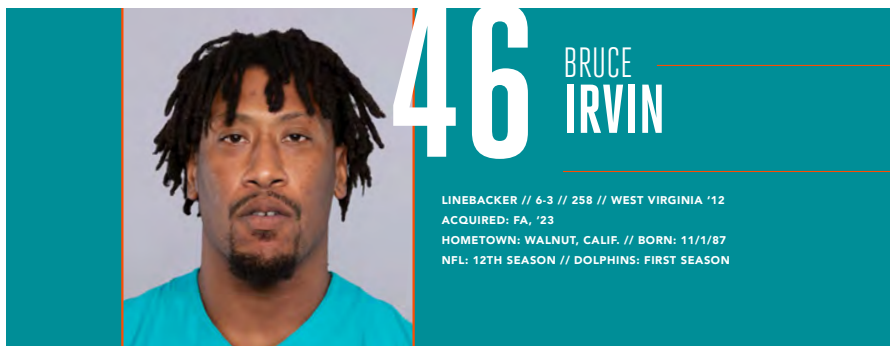 46
BRUCE
IRVIN
LINEBACKER // 6-3 // 258 // WEST VIRGINIA ‘12
ACQUIRED: FA, ‘23
HOMETOWN: WALNUT, CALIF. // BORN: 11/1/87
NFL: 12TH SEASON // DOLPHINS: FIRST SEASON